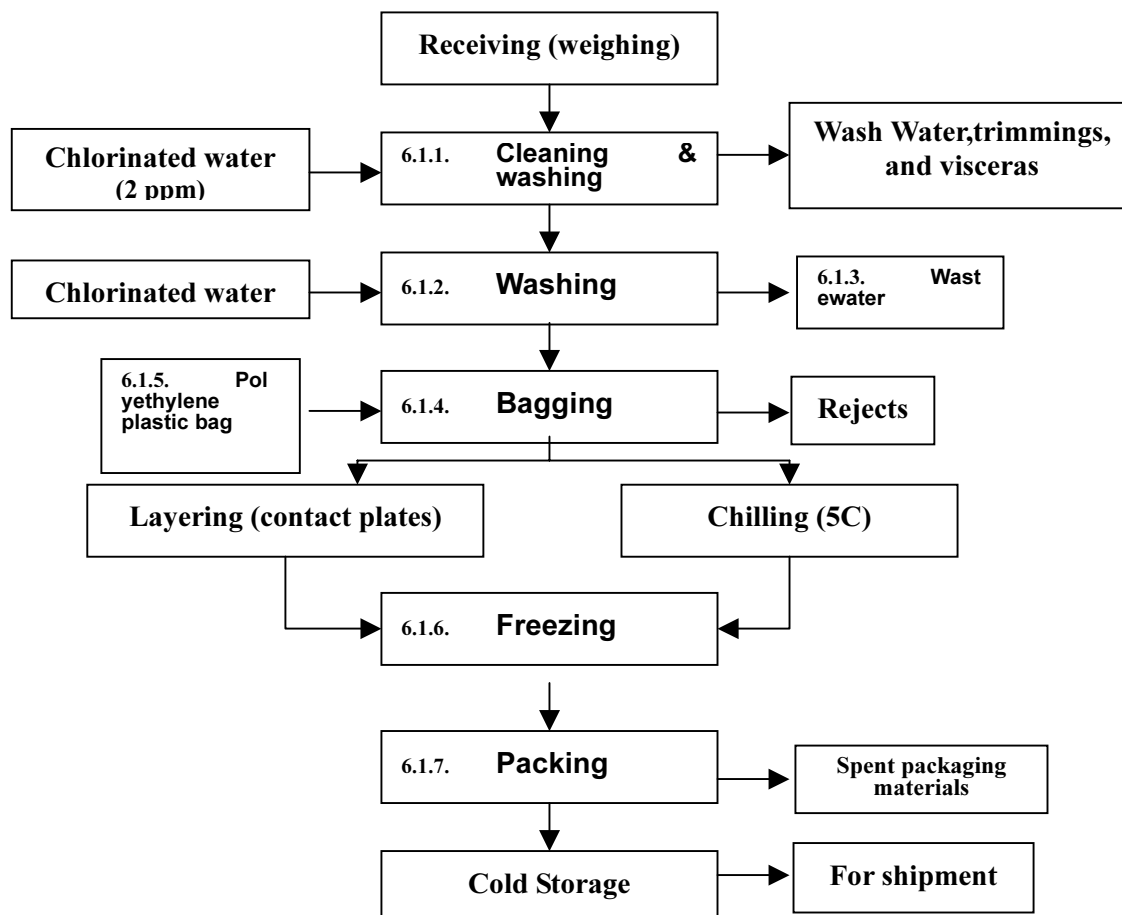 Receiving (weighing)
Chlorinated water
(2 ppm)
6.1.1. Cleaning &
washing
Wash Water,trimmings,
and visceras
Chlorinated water
6.1.2. Washing
6.1.3. Wast
ewater
6.1.5. Pol
yethylene
plastic bag
6.1.4. Bagging
Rejects
Layering (contact plates)
Chilling (5C)
6.1.6. Freezing
6.1.7. Packing
Spent packaging
materials
Cold Storage
For shipment